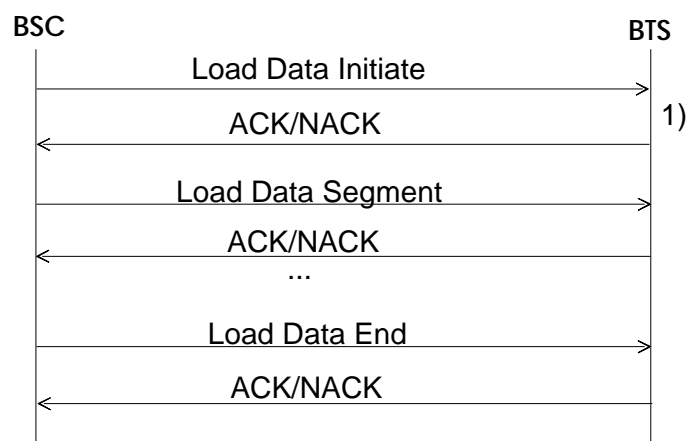 BSC
BTS
Load Data Initiate
1)
ACK/NACK
Load Data Segment
ACK/NACK
...
Load Data End
ACK/NACK